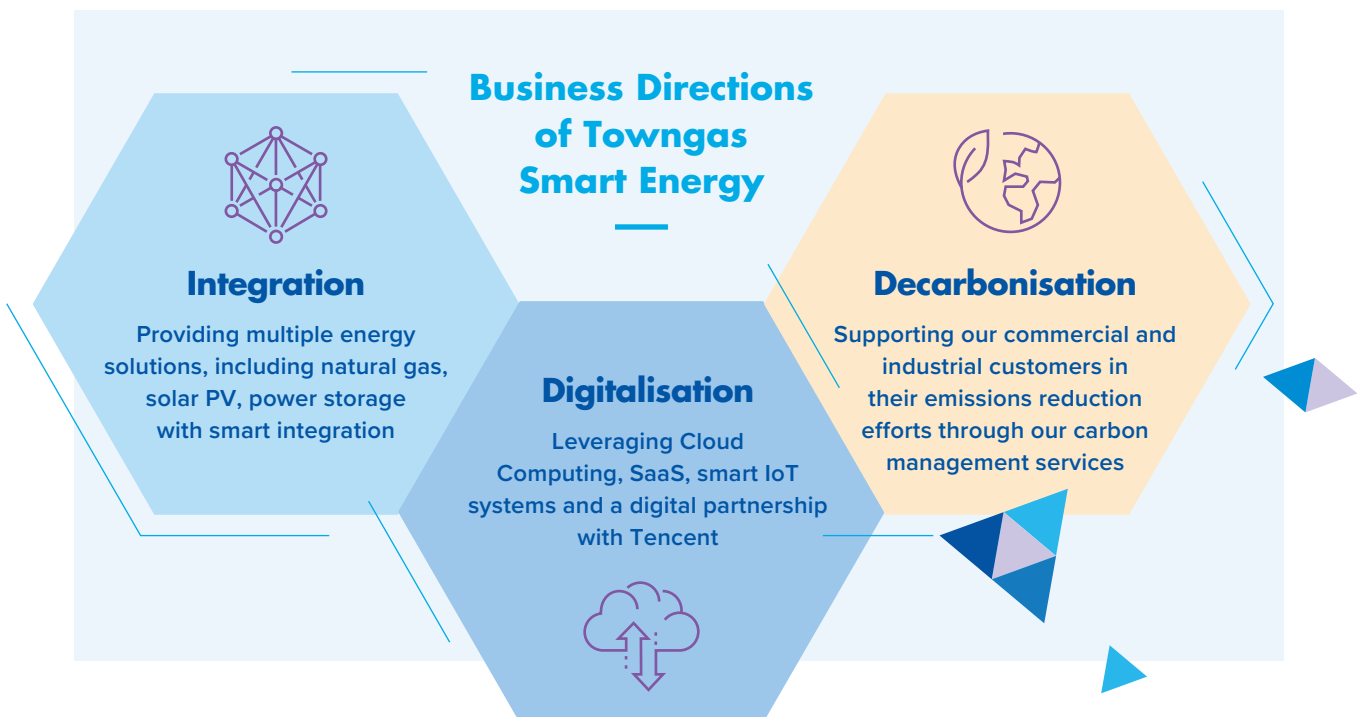 Business Directions
of Towngas
Smart Energy
Integration
Providing multiple energy
solutions, including natural gas,
solar PV, power storage
with smart integration
Digitalisation
Leveraging Cloud
Computing, SaaS, smart IoT
systems and a digital partnership
with Tencent
Decarbonisation
Supporting our commercial and
industrial customers in
their emissions reduction
efforts through our carbon
management services